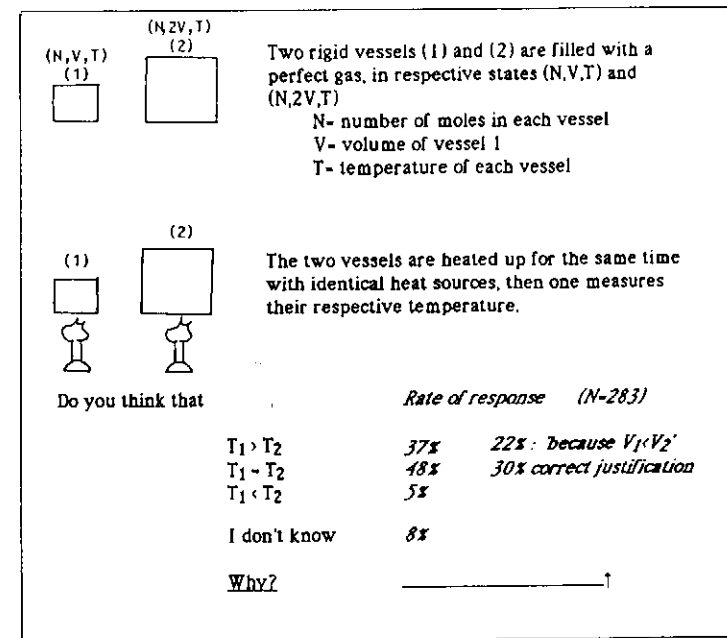 (N,V,T)
(1)
(N,2V,T)
(2)
Two rigid vessels (1) and (2) are filled with a
perfect gas, in respective states (N,V,T) and
(N,2V,T)
N- number of moles in each vessel
V- volume of vessel 1
T- temperature of each vessel
(1)
(2)
The two vessels are heated up for the same time
with identical heat sources, then one measures
their respective temperature.
Do you think that
Rate of response (N-283)
T1 > T2 37% 22% : 'because V1<V2'
T1 - T2 48% 30% correct justification
T1 < T2 5%
I don't know 8%
Why? ↑